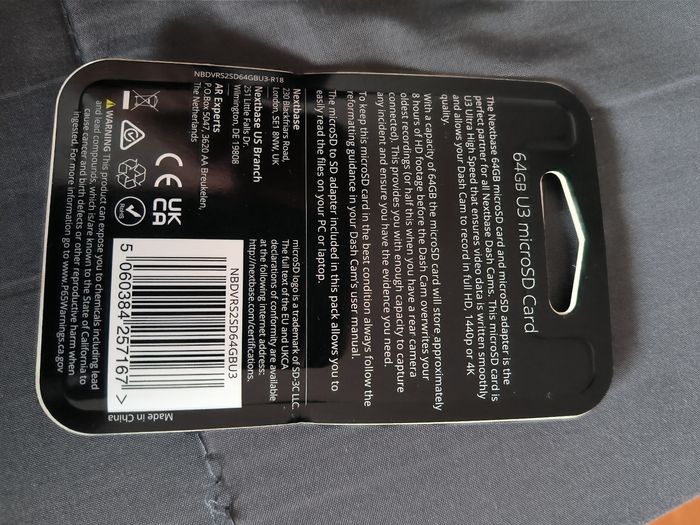 64GB U3 microSD Card
The Nextbase 64GB microSD card and microSD adapter is the
perfect partner for all Nextbase Dash Cams. This microSD card is
U3 Ultra High Speed that ensures video data is written smoothly
and allows your Dash Cam to record in full HD, 1440p or 4K
quality.
With a capacity of 64GB the microSD card will store approximately
8 hours of HD footage before the Dash Cam overwrites your
oldest recording (or half this when you have a rear camera
connected). This provides you with enough capacity to capture
any incident and ensure you have the evidence you need.
To keep this microSD card in the best condition always follow the
reformatting guidance in your Dash Cam's user manual.
The microSD to SD adapter included in this pack allows you to
easily read the files on your PC or laptop.
Nextbase
230 Blackfriars Road,
London, SE1 8NW, UK
Nextbase US Branch
251 Little Falls Dr.
Wilmington, DE 19808
AR Experts
P.O. Box 5047, 3620 AA Breukelen,
The Netherlands
microSD logo is a trademark of SD-3C LLC.
The full text of the EU and UKCA
declarations of conformity are available
at the following internet address:
http://nextbase.com/certifications.
NBDVRS2SD64GBU3
5 060384 257167 >
CE
UK
CA
RoHS
WARNING This product can expose you to chemicals including lead
and lead compounds, which is/are known to the State of California to
cause cancer and birth defects or other reproductive harm when
ingested. For more information go to www.P65Warnings.ca.gov
NBDVRS2SD64GBU3-R18
Made in China